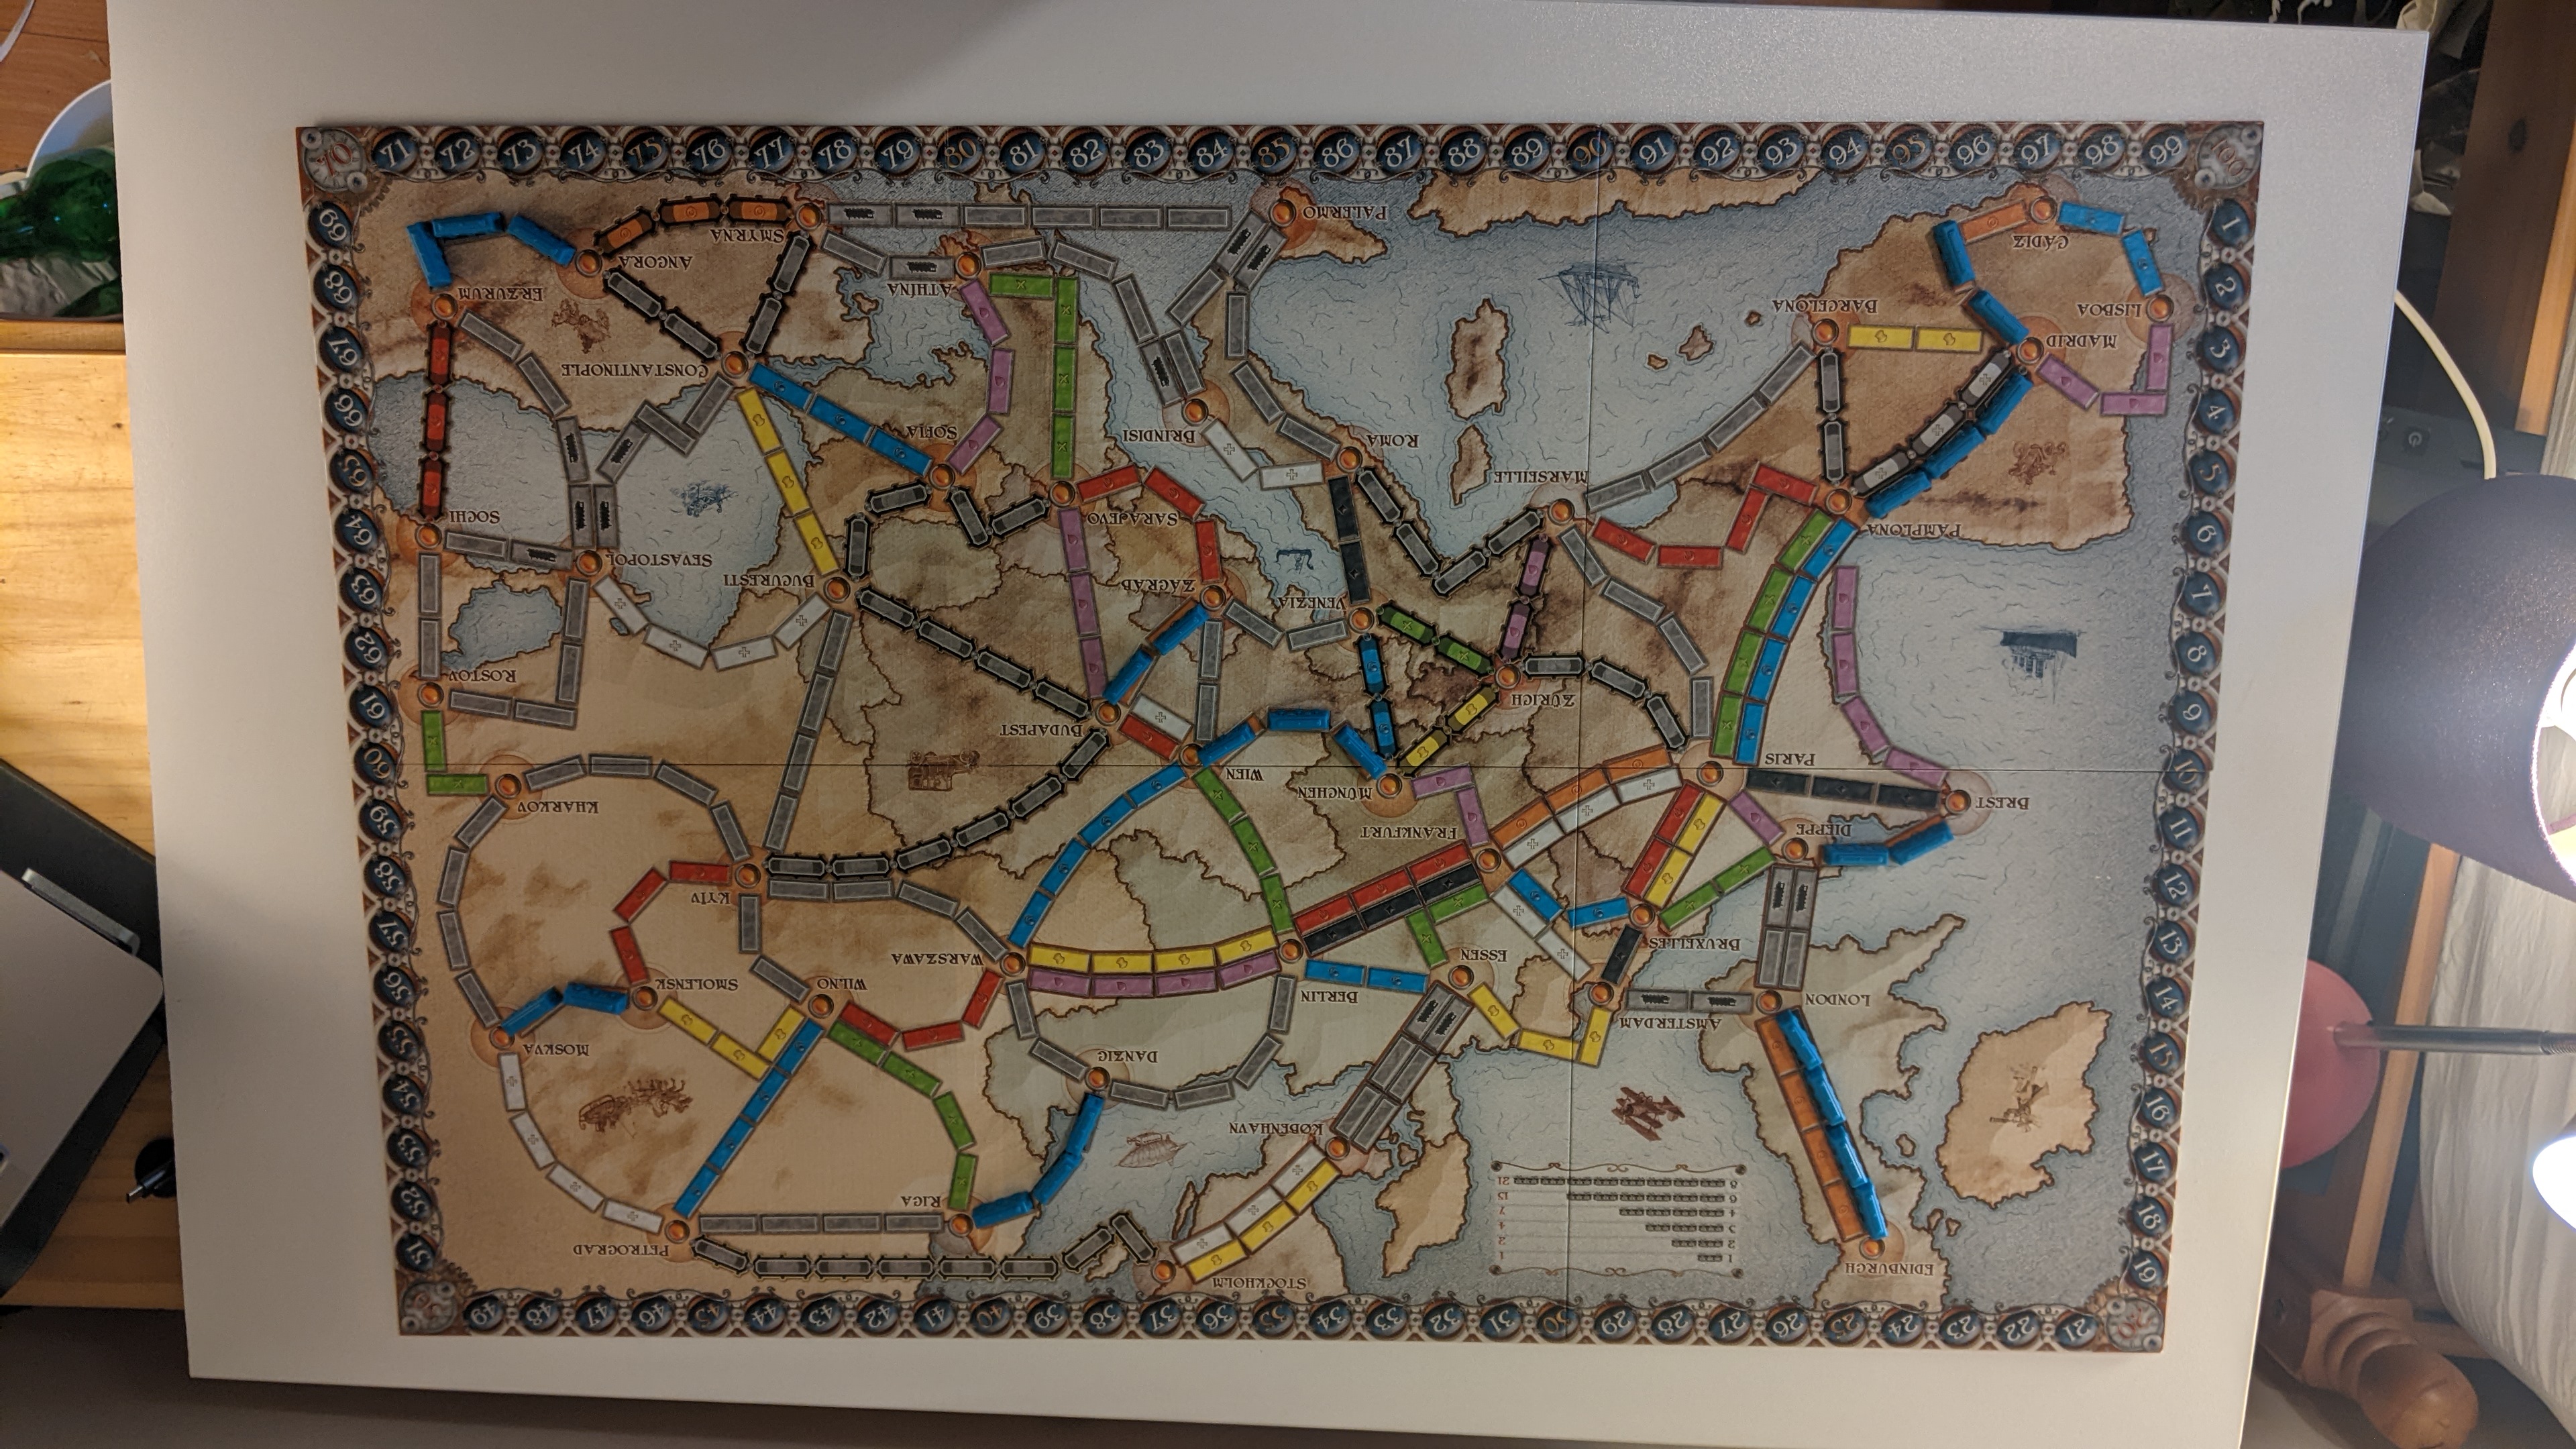 70 71 72 73 74 75 76 77 78 79 80 81 82 83 84 85 86 87 88 89 90 91 92 93 94 95 96 97 98 99 100
69 68 67 66 65 64 63 62 61 60 59 58 57 56 55 54 53 52 51
1 2 3 4 5 6 7 8 9 10 11 12 13 14 15 16 17 18 19
49 48 47 46 45 44 43 42 41 40 39 38 37 36 35 34 33 32 31 30 29 28 27 26 25 24 23 22 21
EDINBURGH
LONDON
AMSTERDAM
BRUXELLES
DIEPPE
BREST
PARIS
PAMPLONA
MADRID
LISBOA
CÁDIZ
BARCELONA
MARSEILLE
ZÜRICH
FRANKFURT
ESSEN
KØBENHAVN
STOCKHOLM
BERLIN
MÜNCHEN
VENEZIA
ROMA
BRINDISI
PALERMO
WIEN
ZÁGRÁB
BUDAPEST
SARAJEVO
SOFIA
ATHÍNA
SMYRNA
CONSTANTINOPLE
ANGORA
ERZURUM
BUCURESTI
SEVASTOPOL
SOCHI
ROSTOV
KHARKOV
KYIV
WARSZAWA
DANZIG
WILNO
SMOLENSK
MOSKVA
RIGA
PETROGRAD
1 1
2 2
3 4
4 7
6 15
8 21